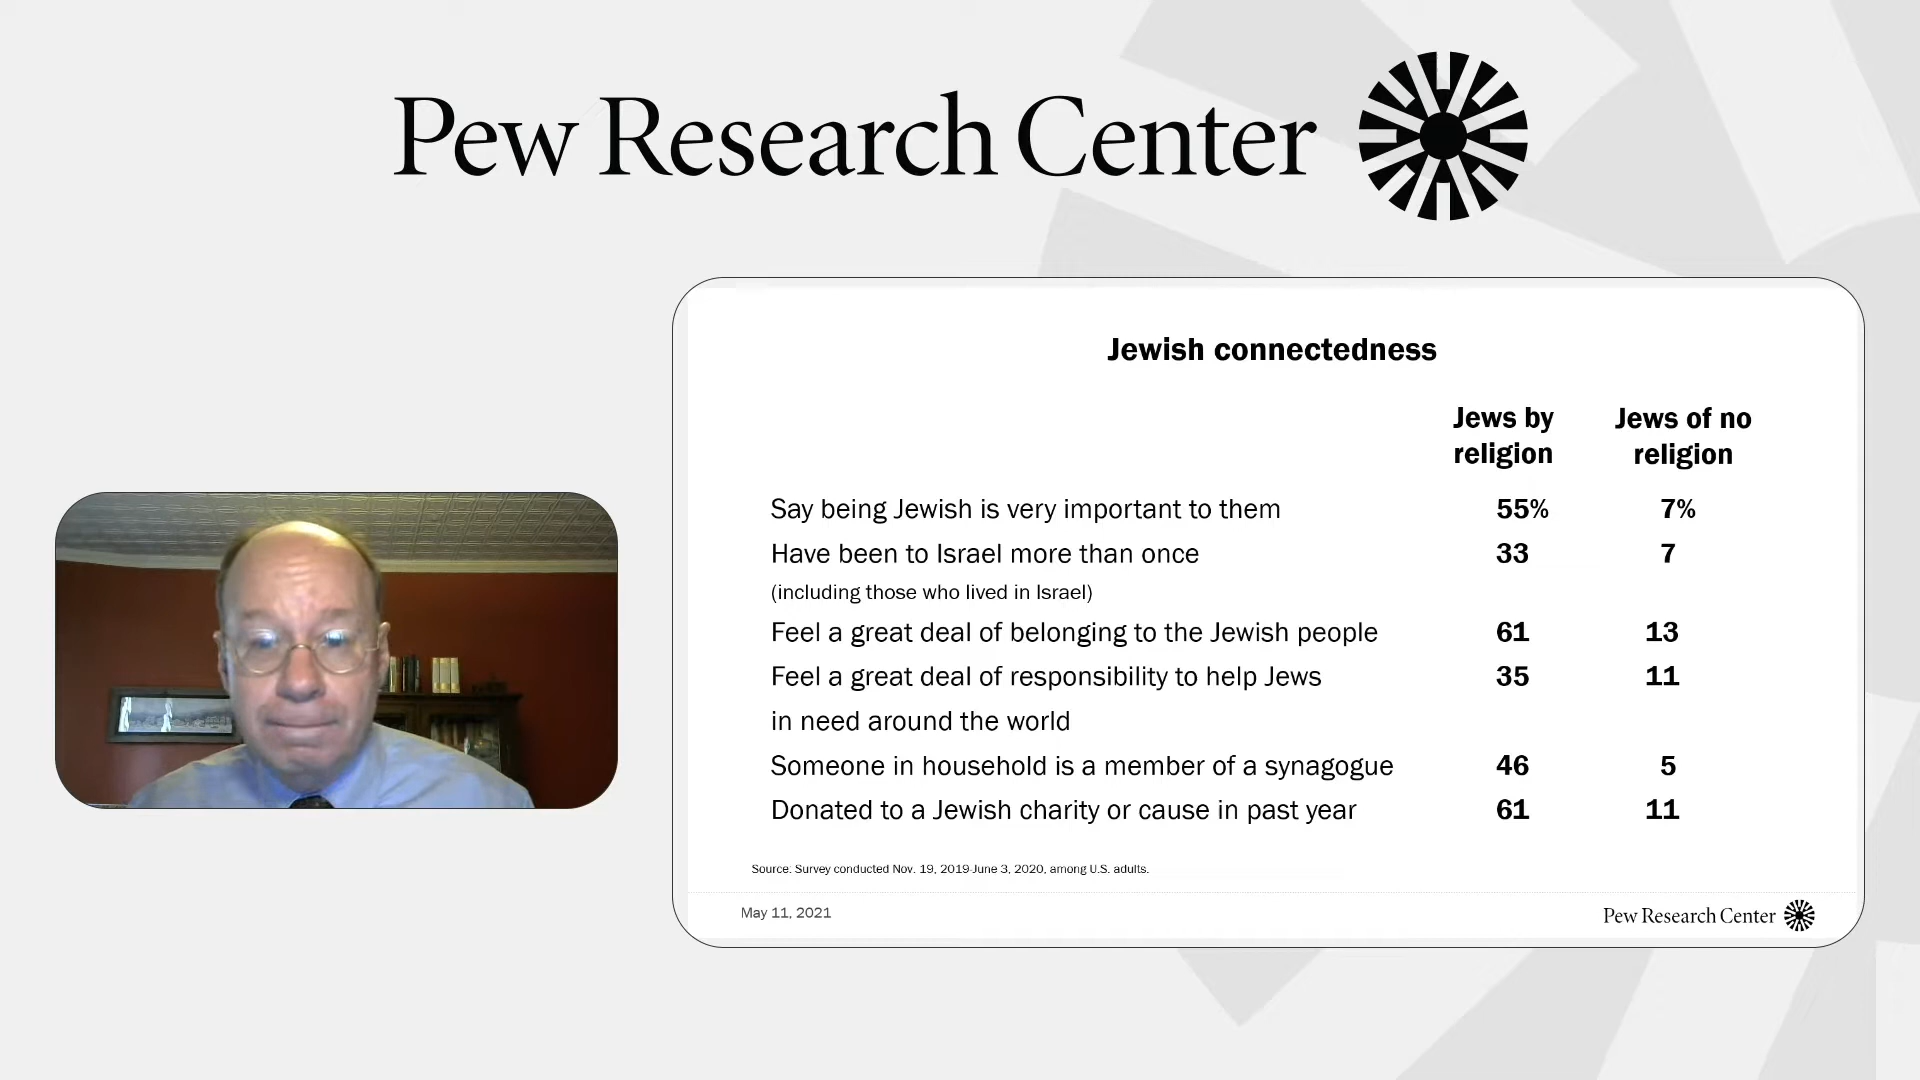 Pew Research Center
Jewish connectedness
Jews by religion
Jews of no religion
Say being Jewish is very important to them 55% 7%
Have been to Israel more than once 33 7
(including those who lived in Israel)
Feel a great deal of belonging to the Jewish people 61 13
Feel a great deal of responsibility to help Jews 35 11
in need around the world
Someone in household is a member of a synagogue 46 5
Donated to a Jewish charity or cause in past year 61 11
Source: Survey conducted Nov. 19, 2019-June 3, 2020, among U.S. adults.
May 11, 2021
Pew Research Center